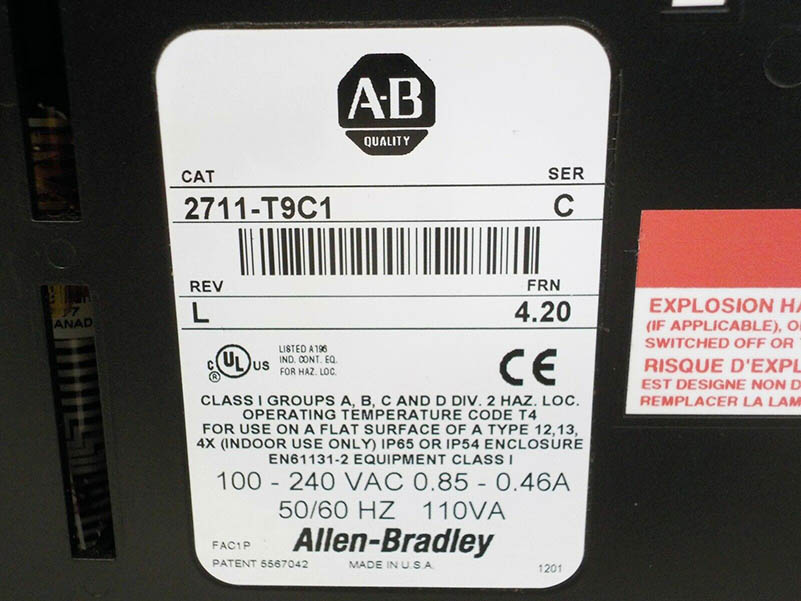 A-B
QUALITY
CAT SER
2711-T9C1 C
REV FRN
L 4.20
C UL US
®
LISTED A196
IND. CONT. EQ.
FOR HAZ. LOC.
CE
CLASS I GROUPS A, B, C AND D DIV. 2 HAZ. LOC.
OPERATING TEMPERATURE CODE T4
FOR USE ON A FLAT SURFACE OF A TYPE 12,13,
4X (INDOOR USE ONLY) IP65 OR IP54 ENCLOSURE
EN61131-2 EQUIPMENT CLASS I
100 - 240 VAC 0.85 - 0.46A
50/60 HZ 110VA
FAC1P Allen-Bradley
PATENT 5567042 MADE IN U.S.A. 1201
EXPLOSION HA
(IF APPLICABLE), O
SWITCHED OFF OR
RISQUE D'EXPL
EST DESIGNE NON D
REMPLACER LA LAM
7
ANAD